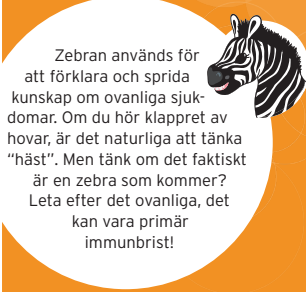 Zebran används för
att förklara och sprida
kunskap om ovanliga sjuk-
domar. Om du hör klappret av
hovar, är det naturliga att tänka
“häst”. Men tänk om det faktiskt
är en zebra som kommer?
Leta efter det ovanliga, det
kan vara primär
immunbrist!